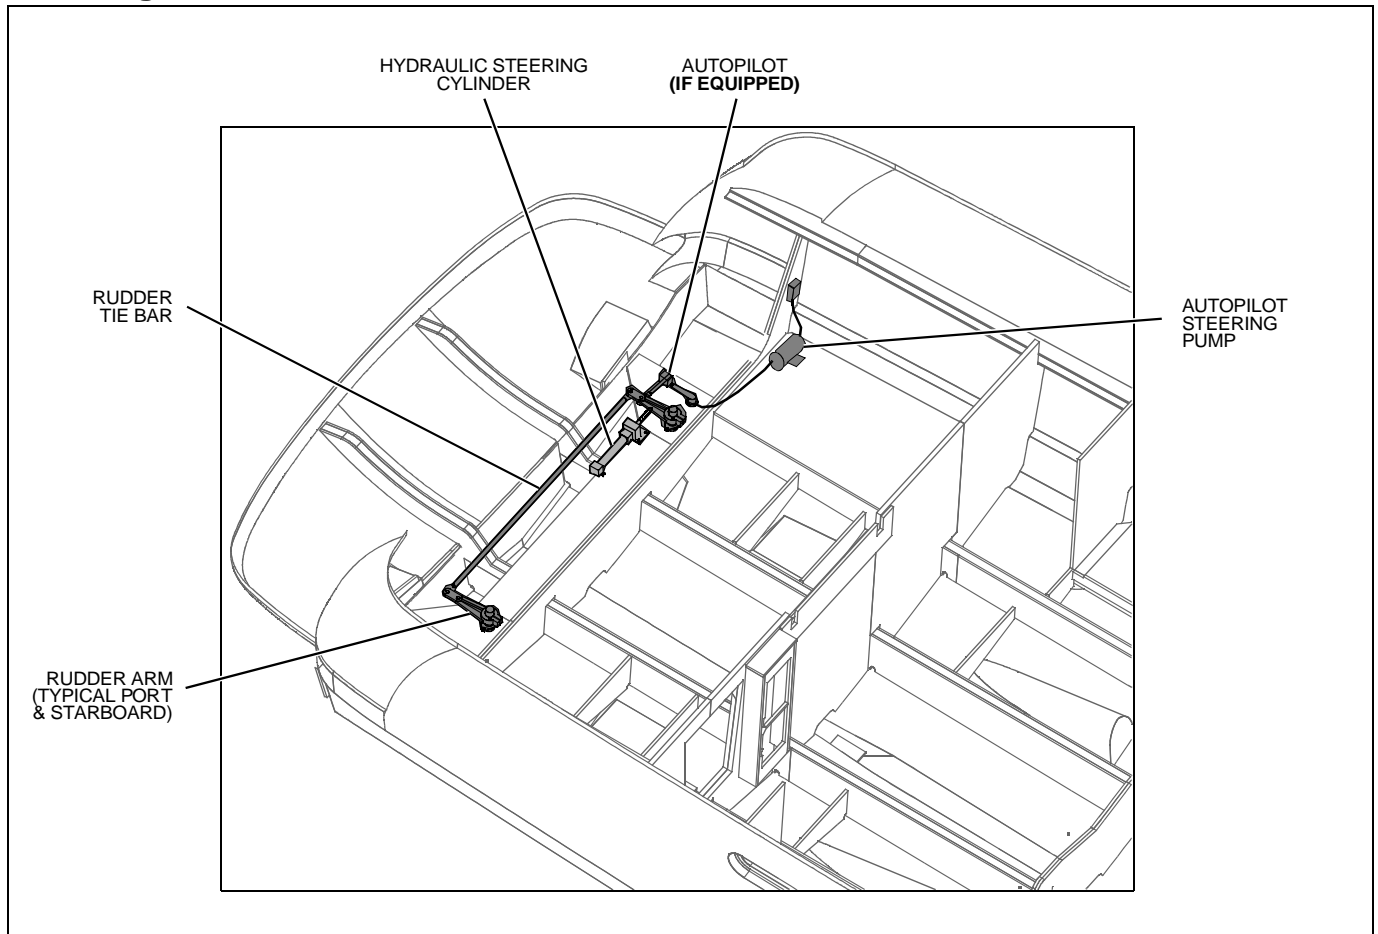 HYDRAULIC STEERING
CYLINDER
AUTOPILOT
(IF EQUIPPED)
RUDDER
TIE BAR
AUTOPILOT
STEERING
PUMP
RUDDER ARM
(TYPICAL PORT
& STARBOARD)